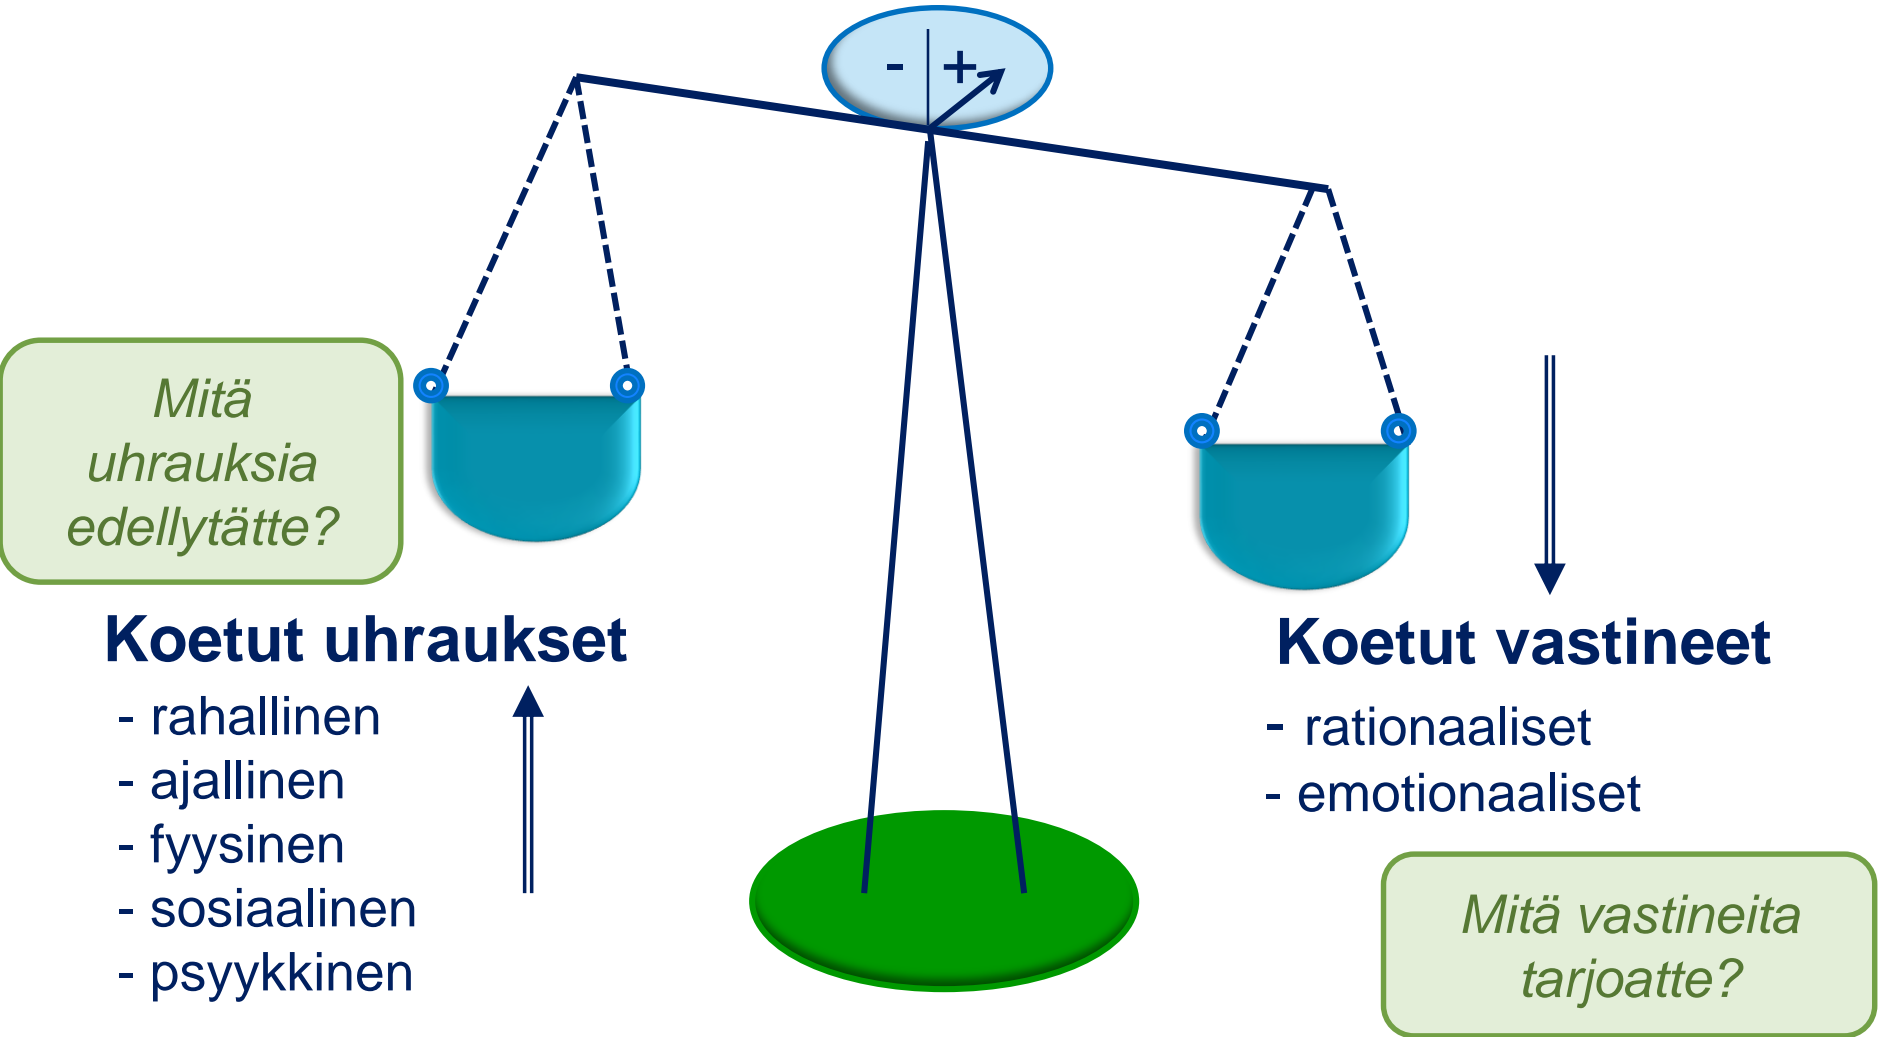 - +
Mitä
uhrauksia
edellytätte?
Koetut uhraukset
- rahallinen
- ajallinen
- fyysinen
- sosiaalinen
- psyykkinen
Koetut vastineet
- rationaaliset
- emotionaaliset
Mitä vastineita
tarjoatte?